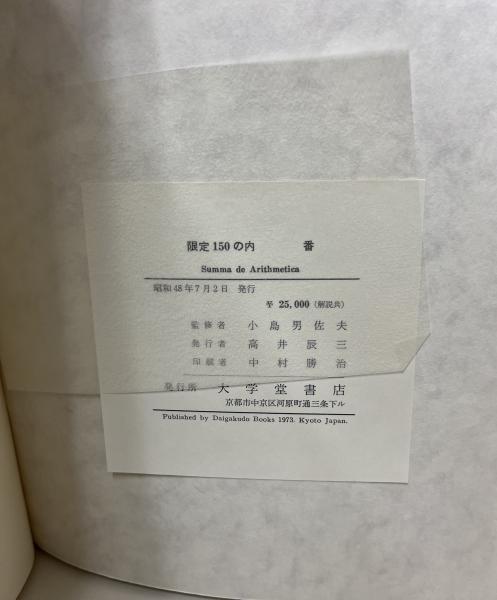 限定150の内　　　番
Summa de Arithmetica
昭和48年7月2日　発行
〒 25,000 (解説共)
監修者　小島男佐夫
発行者　高井辰三
印刷者　中村勝治
発行所　大学堂書店
京都市中京区河原町通三条下ル
Published by Daigakudo Books 1973. Kyoto Japan.